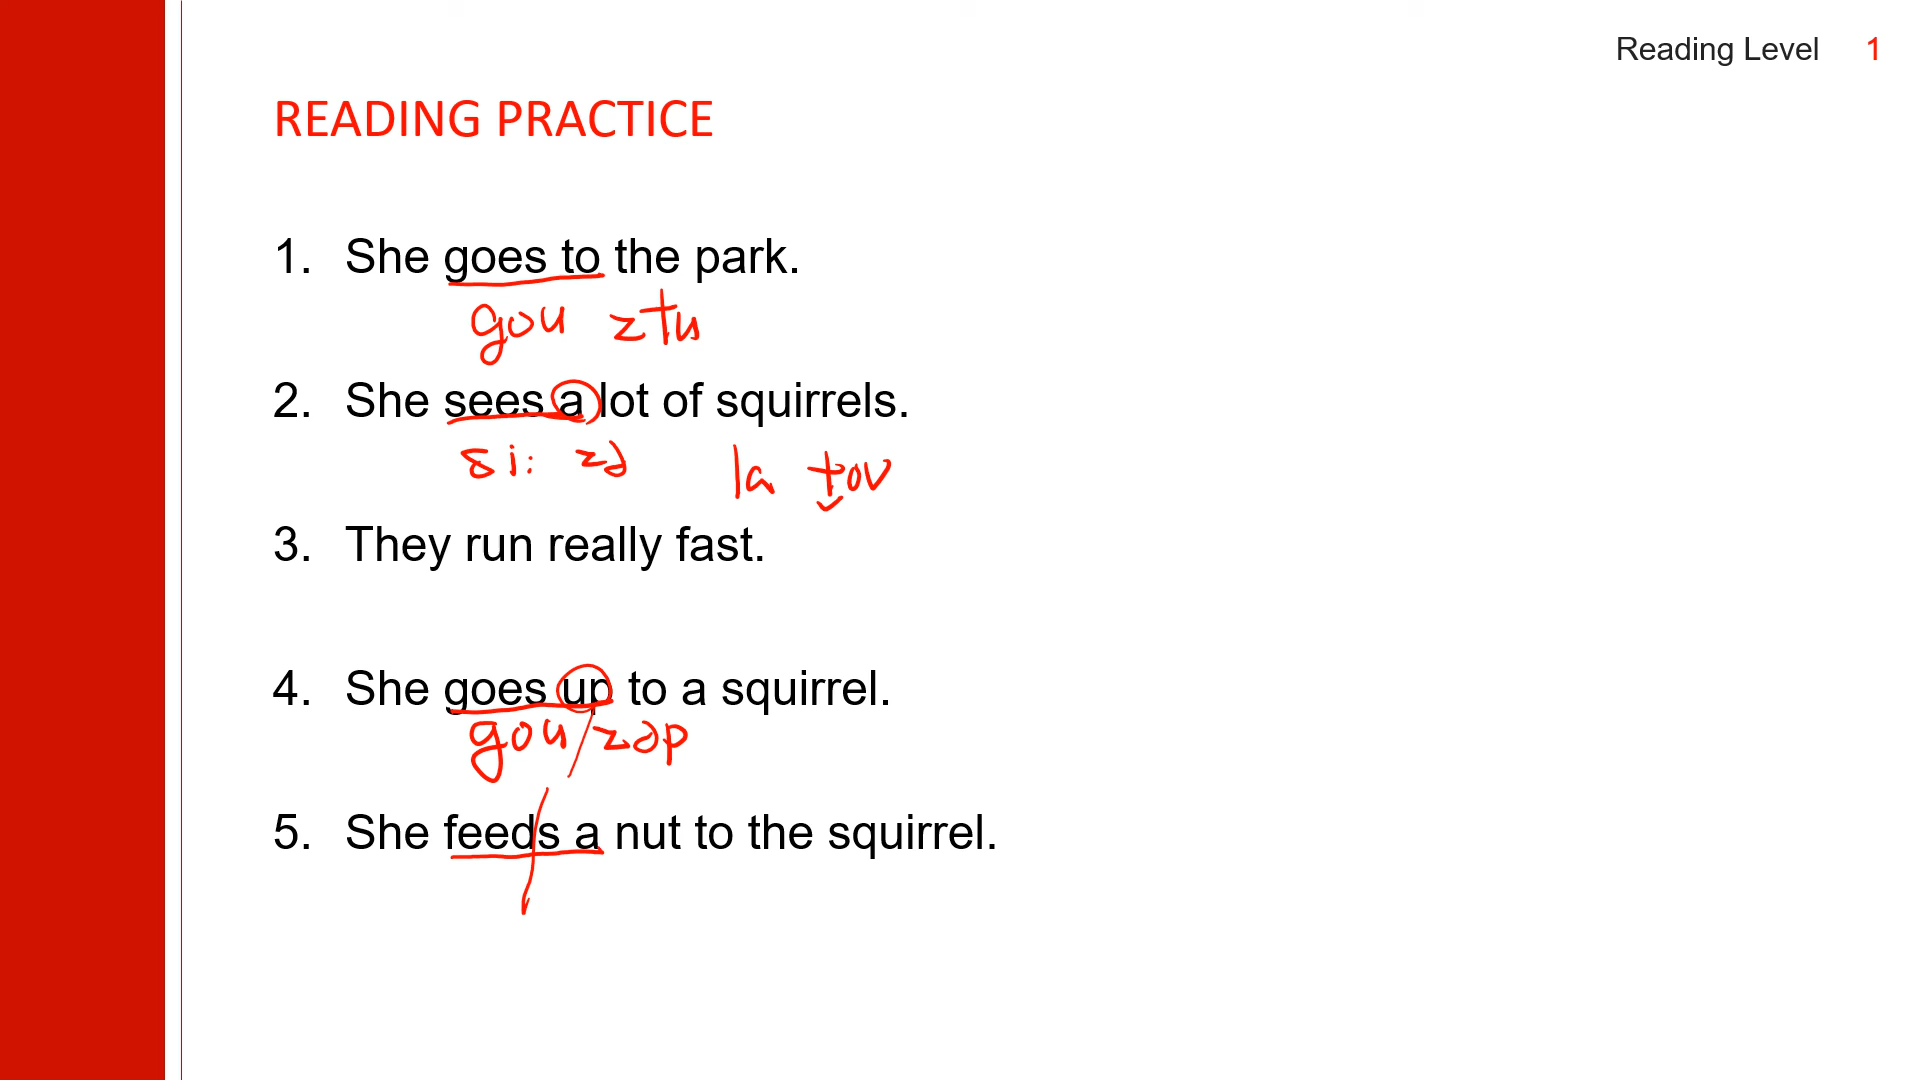 Reading Level 1
READING PRACTICE
1. She goes to the park.
gou ztu
2. She sees a lot of squirrels.
si: zə la tov
3. They run really fast.
4. She goes up to a squirrel.
gou/zəp
5. She feeds a nut to the squirrel.